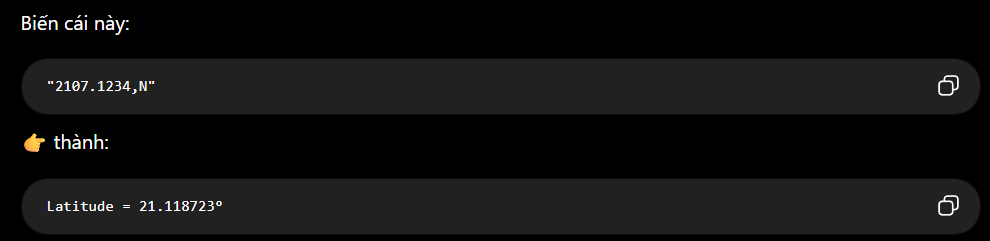 Biến cái này:
"2107.1234,N"
👉 thành:
Latitude = 21.118723°